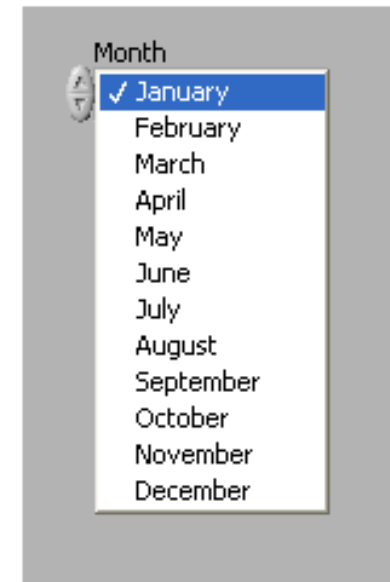 Month
✓ January
February
March
April
May
June
July
August
September
October
November
December